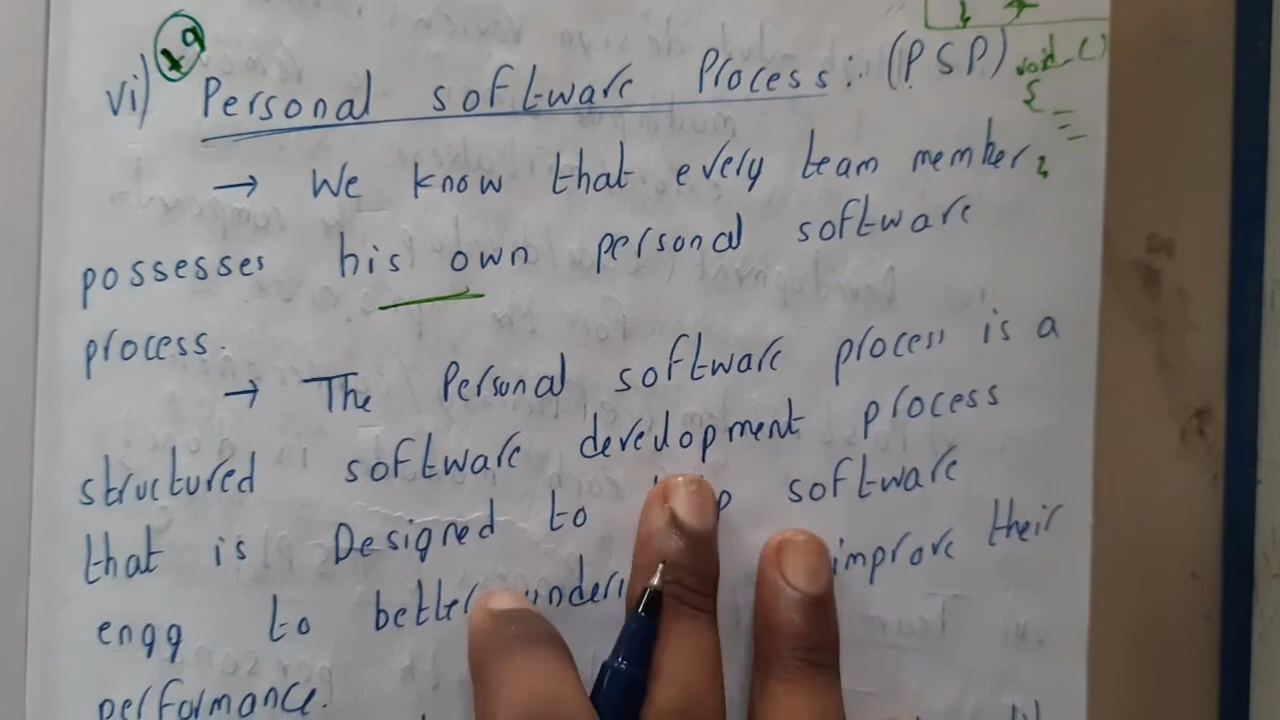 vi) Personal software Process:. (PSP)
void_()
{
→ We know that every team member
possesses his own personal software
process.
→ The Personal software process is a
structured software development process
that is Designed to software
engg to better improve their
performance.